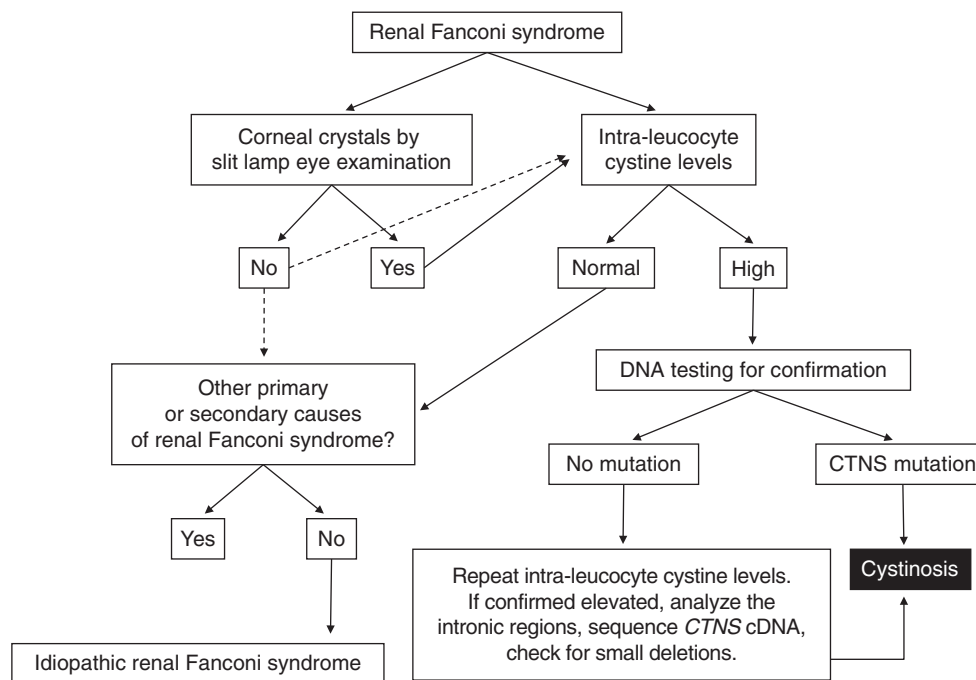 Renal Fanconi syndrome
Corneal crystals by
slit lamp eye examination
Intra-leucocyte
cystine levels
No
Yes
Normal
High
Other primary
or secondary causes
of renal Fanconi syndrome?
DNA testing for confirmation
No mutation
CTNS mutation
Yes
No
Repeat intra-leucocyte cystine levels.
If confirmed elevated, analyze the
intronic regions, sequence CTNS cDNA,
check for small deletions.
Cystinosis
Idiopathic renal Fanconi syndrome